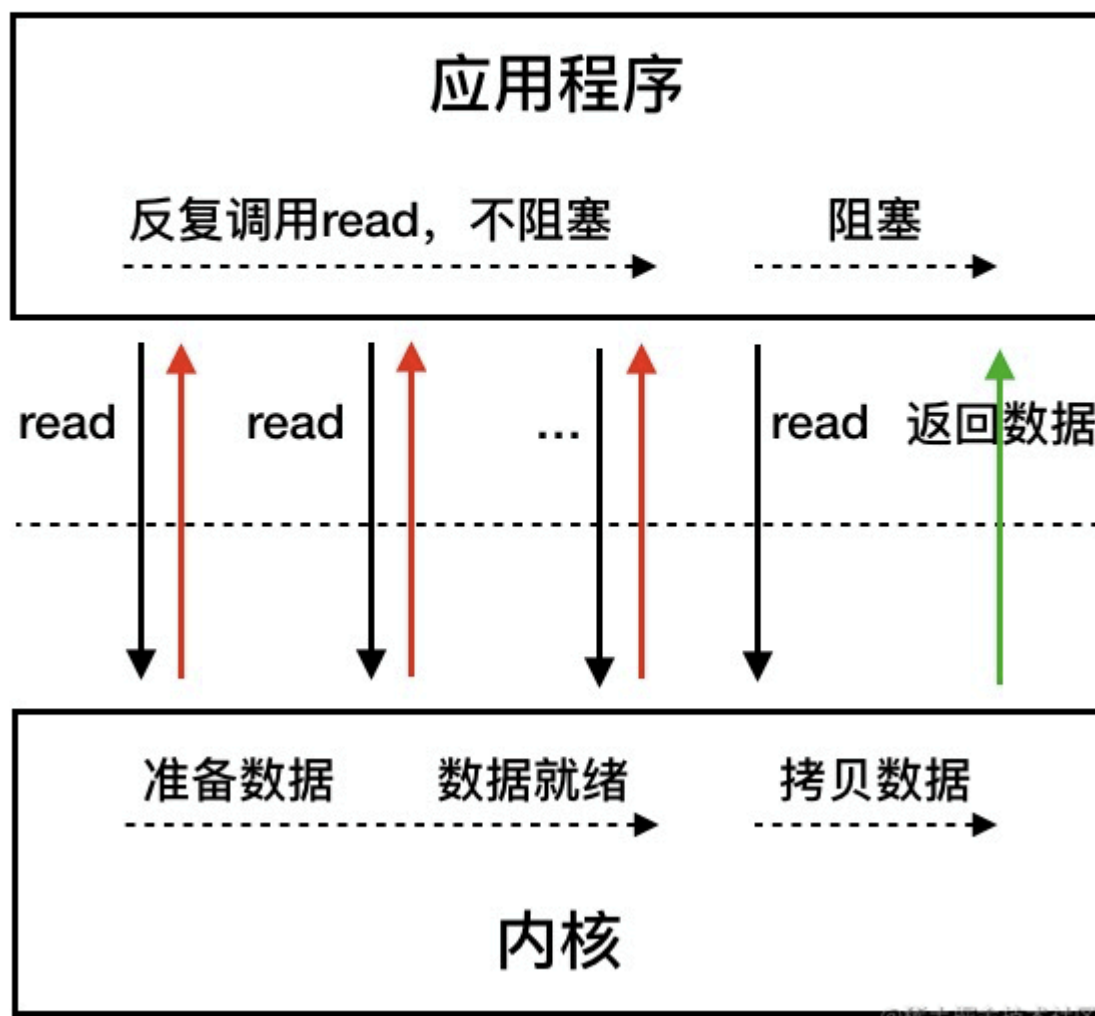 应用程序
反复调用read，不阻塞 阻塞
read read ... read 返回数据
准备数据 数据就绪 拷贝数据
内核